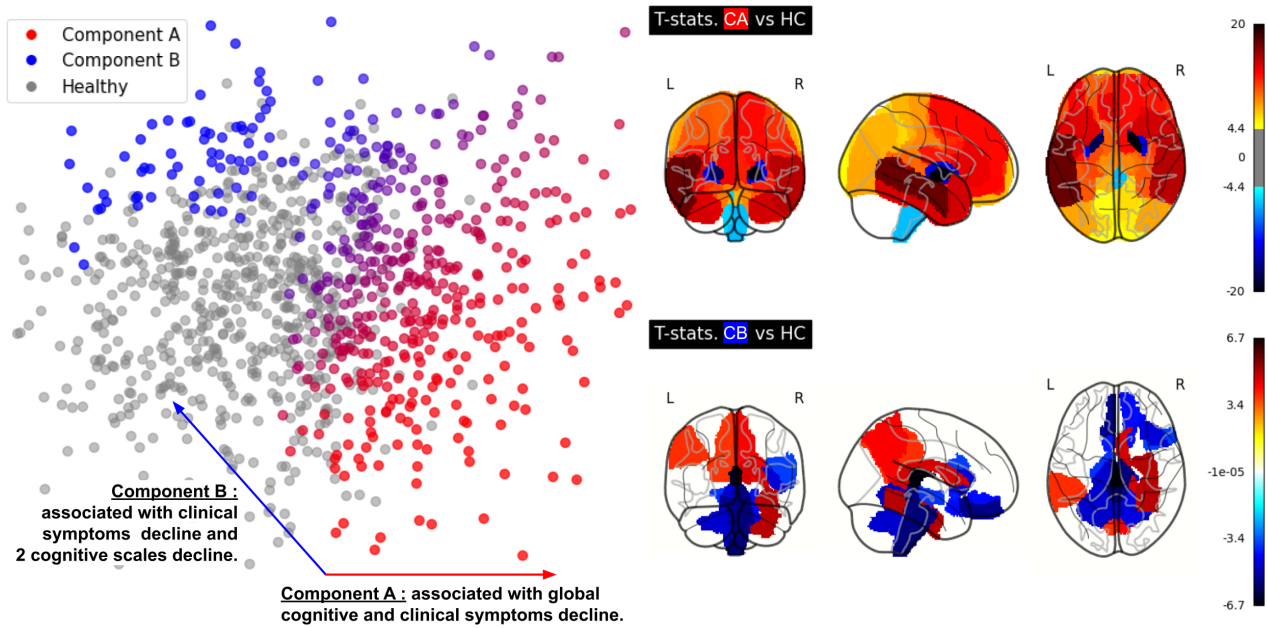 Component A
Component B
Healthy
Component B :
associated with clinical
symptoms decline and
2 cognitive scales decline.
Component A : associated with global
cognitive and clinical symptoms decline.
T-stats. CA vs HC
L
R
L
R
20
4.4
0
-4.4
-20
T-stats. CB vs HC
L
R
L
R
6.7
3.4
-1e-05
-3.4
-6.7